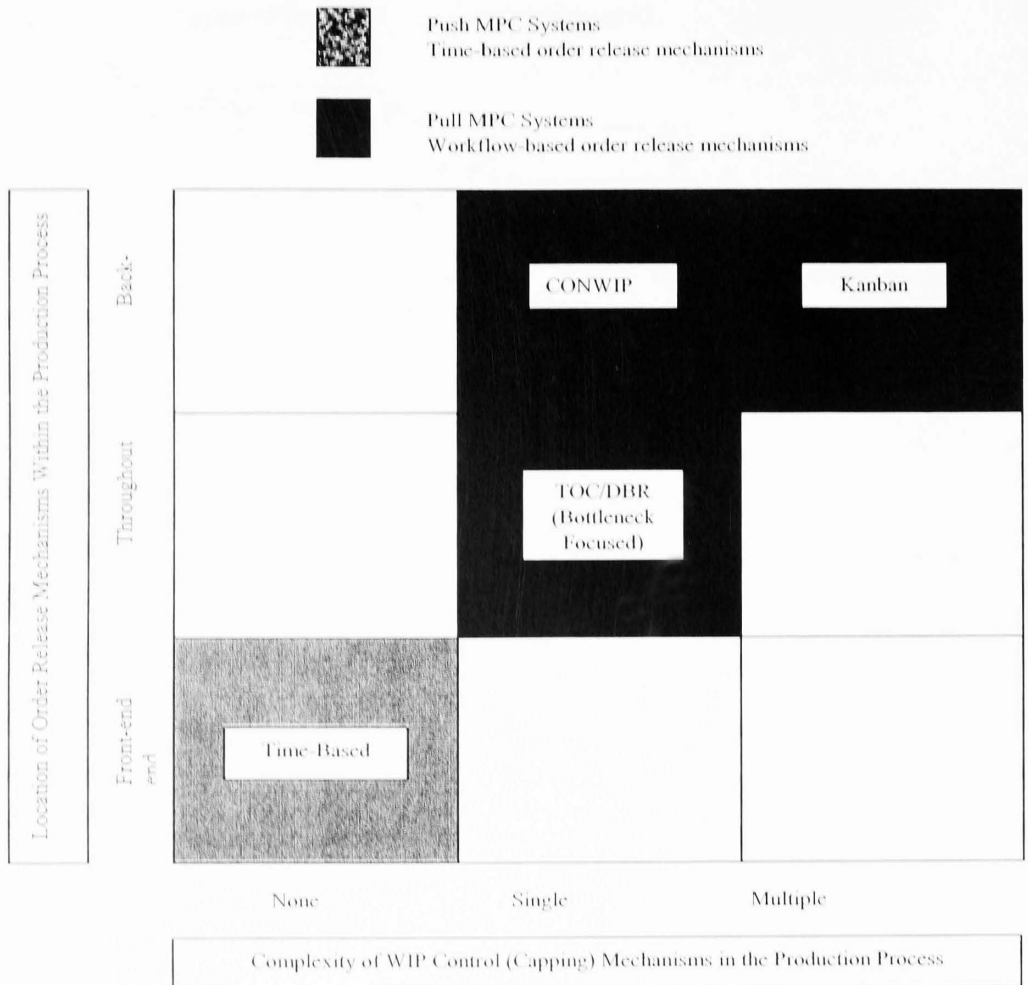 Push MPC Systems
Time-based order release mechanisms
Pull MPC Systems
Workflow-based order release mechanisms
Location of Order Release Mechanisms Within the Production Process
Back-
CONWIP
Kanban
Throughout
TOC/DBR
(Bottleneck
Focused)
Front-end
end
Time-Based
None
Single
Multiple
Complexity of WIP Control (Capping) Mechanisms in the Production Process